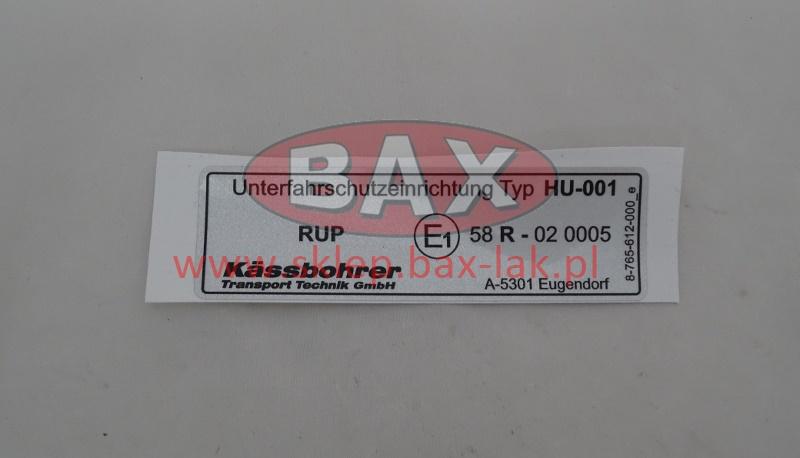 BAX
Unterfahrschutzeinrichtung Typ HU-001
RUP E1 58 R - 02 0005
www.sklep.bax-lak.pl
Kässbohrer
Transport Technik GmbH
A-5301 Eugendorf
8-765-612-000_e